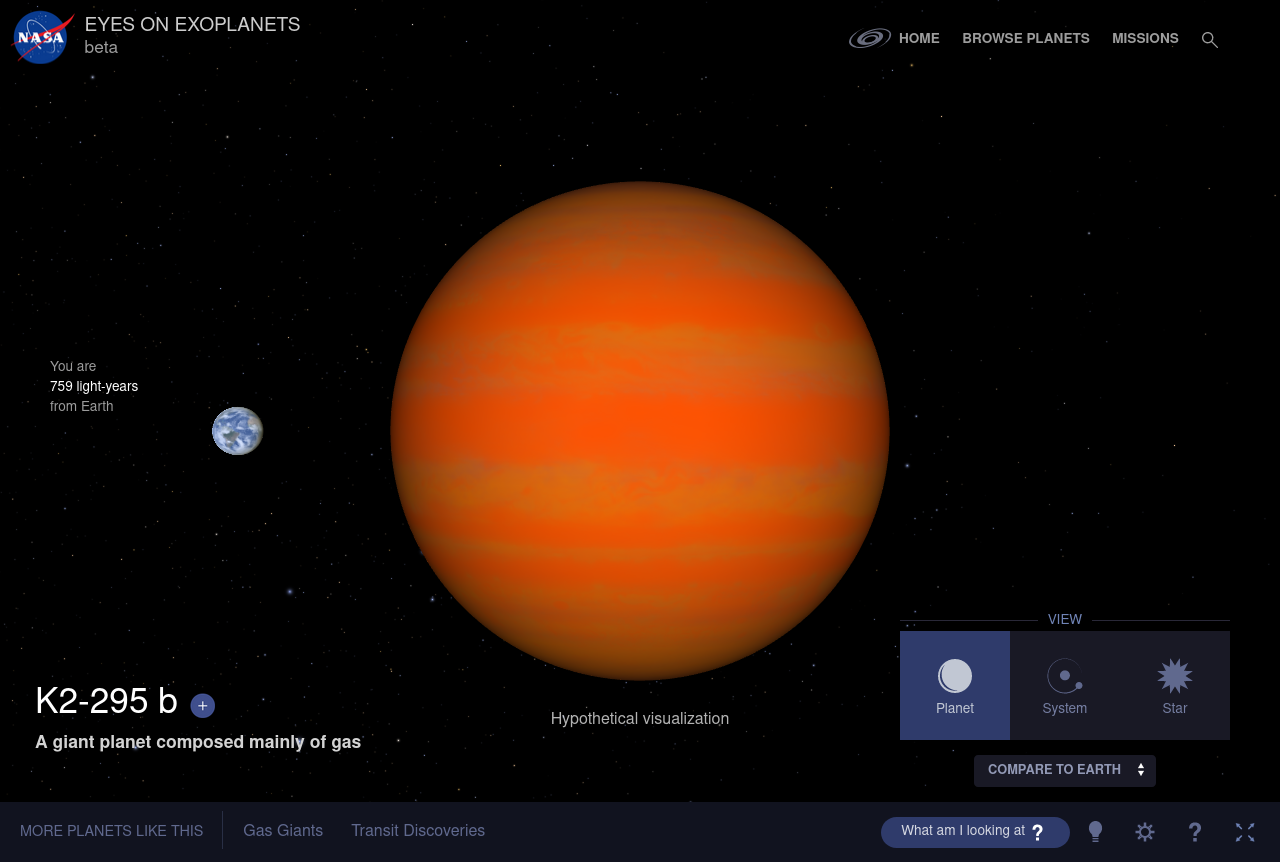 NASA
EYES ON EXOPLANETS
beta
HOME
BROWSE PLANETS
MISSIONS
You are
759 light-years
from Earth
VIEW
Planet
System
Star
K2-295 b +
A giant planet composed mainly of gas
Hypothetical visualization
COMPARE TO EARTH
MORE PLANETS LIKE THIS
Gas Giants
Transit Discoveries
What am I looking at ?
?